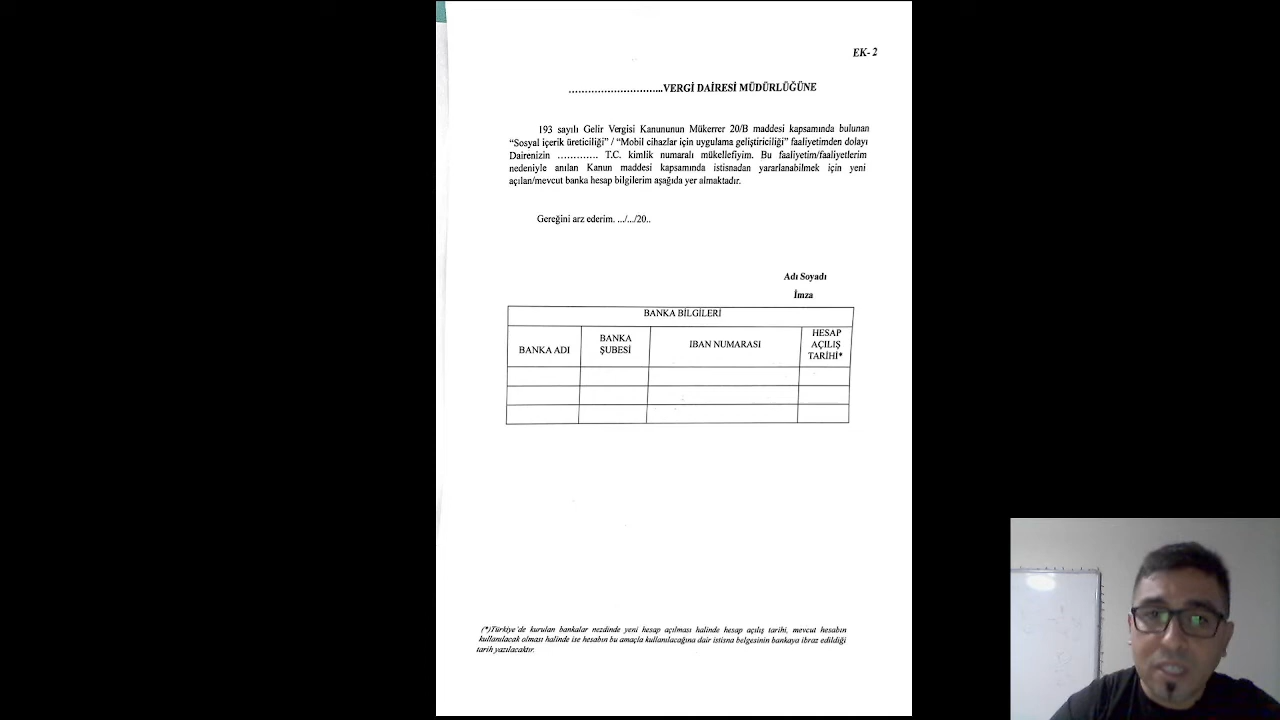 EK- 2
..............................VERGİ DAİRESİ MÜDÜRLÜĞÜNE
193 sayılı Gelir Vergisi Kanununun Mükerrer 20/B maddesi kapsamında bulunan
“Sosyal içerik üreticiliği” / “Mobil cihazlar için uygulama geliştiriciliği” faaliyetimden dolayı
Dairenizin ............. T.C. kimlik numaralı mükellefiyim. Bu faaliyetim/faaliyetlerim
nedeniyle anılan Kanun maddesi kapsamında istisnadan yararlanabilmek için yeni
açılan/mevcut banka hesap bilgilerim aşağıda yer almaktadır.
Gereğini arz ederim. .../.../20..
Adı Soyadı
İmza
BANKA BİLGİLERİ
BANKA ADI
BANKA
ŞUBESİ
IBAN NUMARASI
HESAP
AÇILIŞ
TARİHİ*
(*)Türkiye’de kurulan bankalar nezdinde yeni hesap açılması halinde hesap açılış tarihi, mevcut hesabın
kullanılacak olması halinde ise hesabın bu amaçla kullanılacağına dair istisna belgesinin bankaya ibraz edildiği
tarih yazılacaktır.